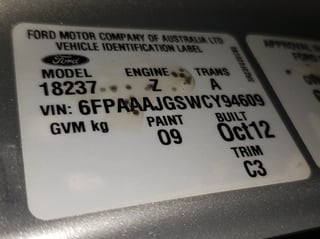 FORD MOTOR COMPANY OF AUSTRALIA LTD
VEHICLE IDENTIFICATION LABEL
Ford
MODEL ENGINE TRANS
18237 Z A
VIN: 6FPAAAJGSWCY94609
GVM kg PAINT BUILT
09 Oct12
TRIM
C3
APPROVAL